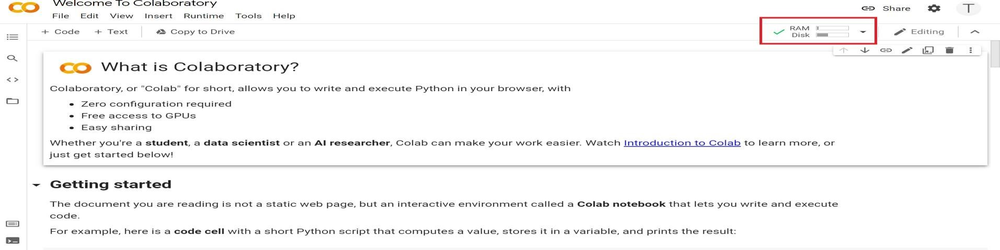 Welcome To Colaboratory
File Edit View Insert Runtime Tools Help
Share
T
+ Code + Text Copy to Drive
RAM
Disk
Editing
What is Colaboratory?
Colaboratory, or "Colab" for short, allows you to write and execute Python in your browser, with
• Zero configuration required
• Free access to GPUs
• Easy sharing
Whether you're a student, a data scientist or an AI researcher, Colab can make your work easier. Watch Introduction to Colab to learn more, or
just get started below!
Getting started
The document you are reading is not a static web page, but an interactive environment called a Colab notebook that lets you write and execute
code.
For example, here is a code cell with a short Python script that computes a value, stores it in a variable, and prints the result: